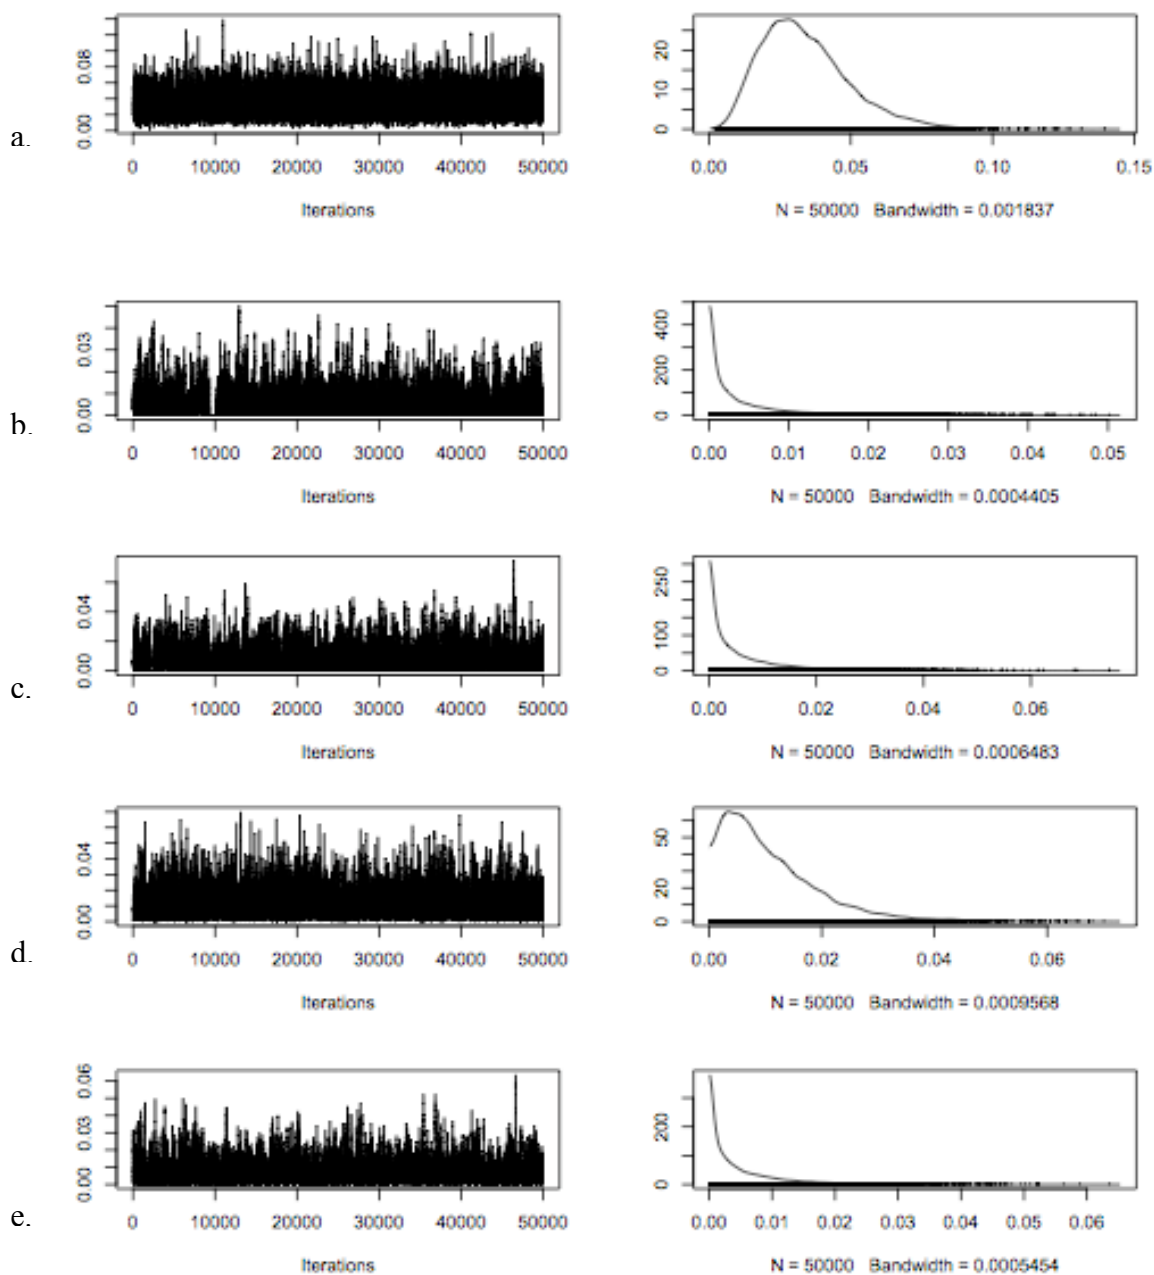 0.00 0.08
0 10000 20000 30000 40000 50000
Iterations
0 10 20
0.00 0.05 0.10 0.15
N = 50000 Bandwidth = 0.001837
a.
0.00 0.03
0 10000 20000 30000 40000 50000
Iterations
0 200 400
0.00 0.01 0.02 0.03 0.04 0.05
N = 50000 Bandwidth = 0.0004405
b.
0.00 0.04
0 10000 20000 30000 40000 50000
Iterations
0 100 250
0.00 0.02 0.04 0.06
N = 50000 Bandwidth = 0.0006483
c.
0.00 0.04
0 10000 20000 30000 40000 50000
Iterations
0 20 50
0.00 0.02 0.04 0.06
N = 50000 Bandwidth = 0.0009568
d.
0.00 0.03 0.06
0 10000 20000 30000 40000 50000
Iterations
0 200
0.00 0.01 0.02 0.03 0.04 0.05 0.06
N = 50000 Bandwidth = 0.0005454
e.